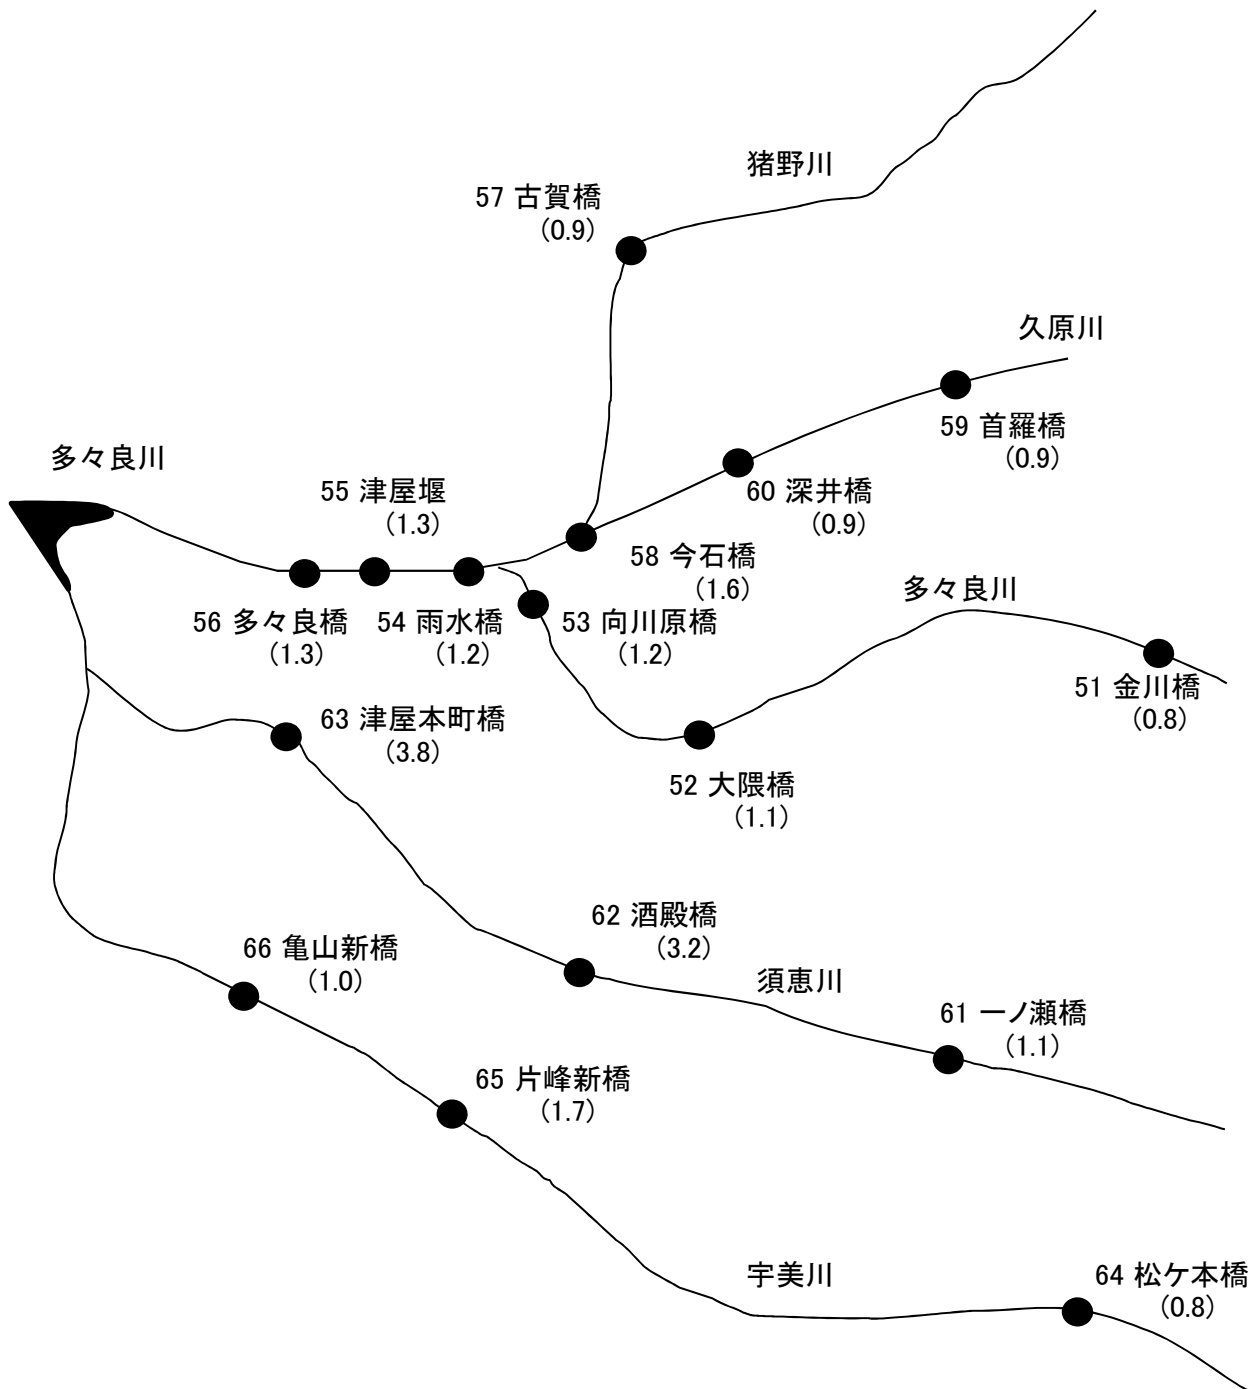 猪野川
57 古賀橋
(0.9)
久原川
59 首羅橋
(0.9)
多々良川
55 津屋堰
(1.3)
60 深井橋
(0.9)
58 今石橋
(1.6)
多々良川
56 多々良橋
(1.3)
54 雨水橋
(1.2)
53 向川原橋
(1.2)
51 金川橋
(0.8)
63 津屋本町橋
(3.8)
52 大隈橋
(1.1)
62 酒殿橋
(3.2)
66 亀山新橋
(1.0)
須恵川
61 一ノ瀬橋
(1.1)
65 片峰新橋
(1.7)
宇美川
64 松ケ本橋
(0.8)